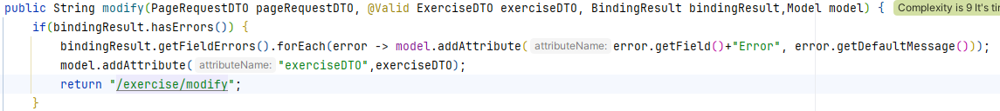 public String modify(PageRequestDTO pageRequestDTO, @Valid ExerciseDTO exerciseDTO, BindingResult bindingResult,Model model) { Complexity is 9 It's tir
if(bindingResult.hasErrors()) {
bindingResult.getFieldErrors().forEach(error -> model.addAttribute( attributeName: error.getField()+"Error", error.getDefaultMessage()));
model.addAttribute( attributeName: "exerciseDTO",exerciseDTO);
return "/exercise/modify";
}